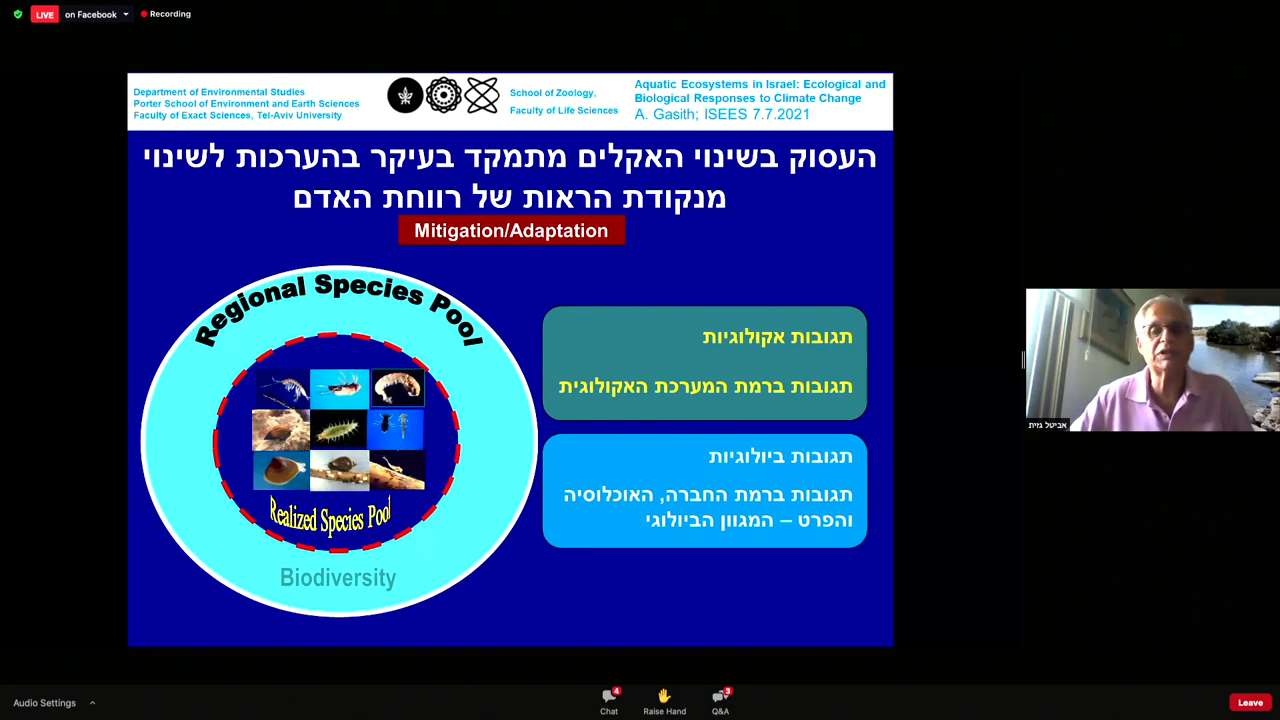 LIVE on Facebook Recording
Department of Environmental Studies
Porter School of Environment and Earth Sciences
Faculty of Exact Sciences, Tel-Aviv University
School of Zoology,
Faculty of Life Sciences
Aquatic Ecosystems in Israel: Ecological and
Biological Responses to Climate Change
A. Gasith; ISEES 7.7.2021
העסוק בשינוי האקלים מתמקד בעיקר בהערכות לשינוי
מנקודת הראות של רווחת האדם
Mitigation/Adaptation
Regional Species Pool
Realized Species Pool
Biodiversity
תגובות אקולוגיות
תגובות ברמת המערכת האקולוגית
תגובות ביולוגיות
תגובות ברמת החברה, האוכלוסיה
והפרט – המגוון הביולוגי
אביטל גזית
Audio Settings
4
Chat
Raise Hand
3
Q&A
Leave